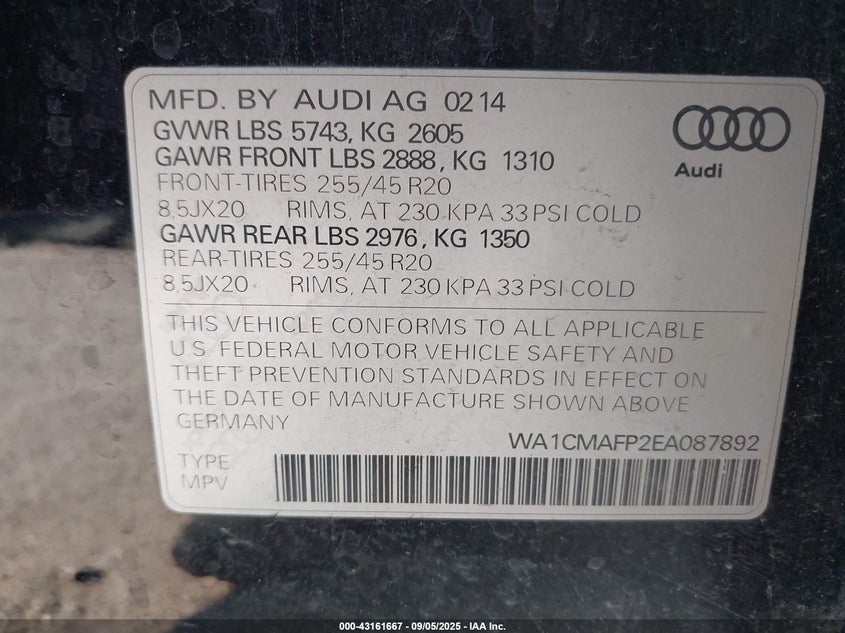 MFD. BY AUDI AG 02 14
GVWR LBS 5743, KG 2605
GAWR FRONT LBS 2888, KG 1310
FRONT-TIRES 255/45 R20
8,5JX20 RIMS, AT 230 KPA 33 PSI COLD
GAWR REAR LBS 2976, KG 1350
REAR-TIRES 255/45 R20
8,5JX20 RIMS, AT 230 KPA 33 PSI COLD
Audi
THIS VEHICLE CONFORMS TO ALL APPLICABLE
U.S. FEDERAL MOTOR VEHICLE SAFETY AND
THEFT PREVENTION STANDARDS IN EFFECT ON
THE DATE OF MANUFACTURE SHOWN ABOVE
GERMANY
WA1CMAFP2EA087892
TYPE:
MPV
000-43161667 - 09/05/2025 - IAA Inc.